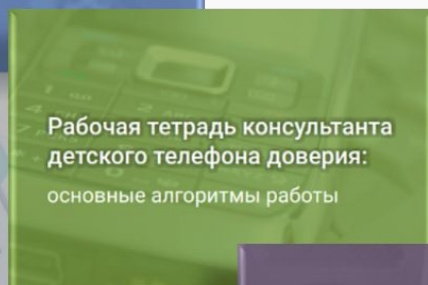 Рабочая тетрадь консультанта
детского телефона доверия:
основные алгоритмы работы